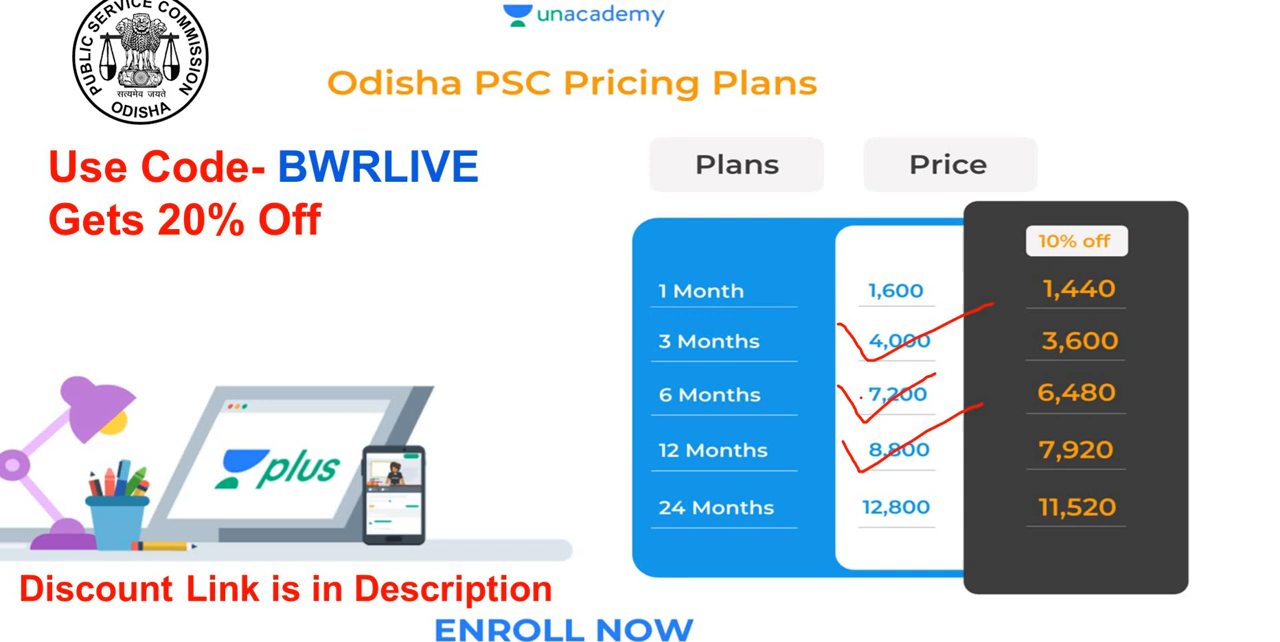 PUBLIC SERVICE COMMISSION
सत्यमेव जयते
ODISHA
unacademy
Odisha PSC Pricing Plans
Use Code- BWRLIVE
Gets 20% Off
Plans Price
10% off
1 Month 1,600 1,440
3 Months 4,000 3,600
6 Months 7,200 6,480
12 Months 8,800 7,920
24 Months 12,800 11,520
plus
Discount Link is in Description
ENROLL NOW